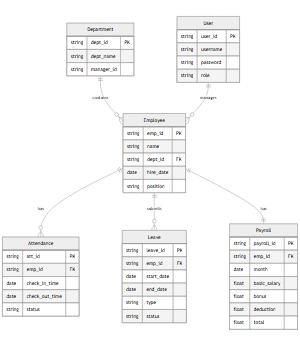 Department
string dept_id PK
string dept_name
string manager_id
User
string user_id PK
string username
string password
string role
contains
manages
Employee
string emp_id PK
string name
string dept_id FK
date hire_date
string position
has
submits
has
Attendance
string att_id PK
string emp_id FK
date check_in_time
date check_out_time
string status
Leave
string leave_id PK
string emp_id FK
date start_date
date end_date
string type
string status
Payroll
string payroll_id PK
string emp_id FK
date month
float basic_salary
float bonus
float deduction
float total